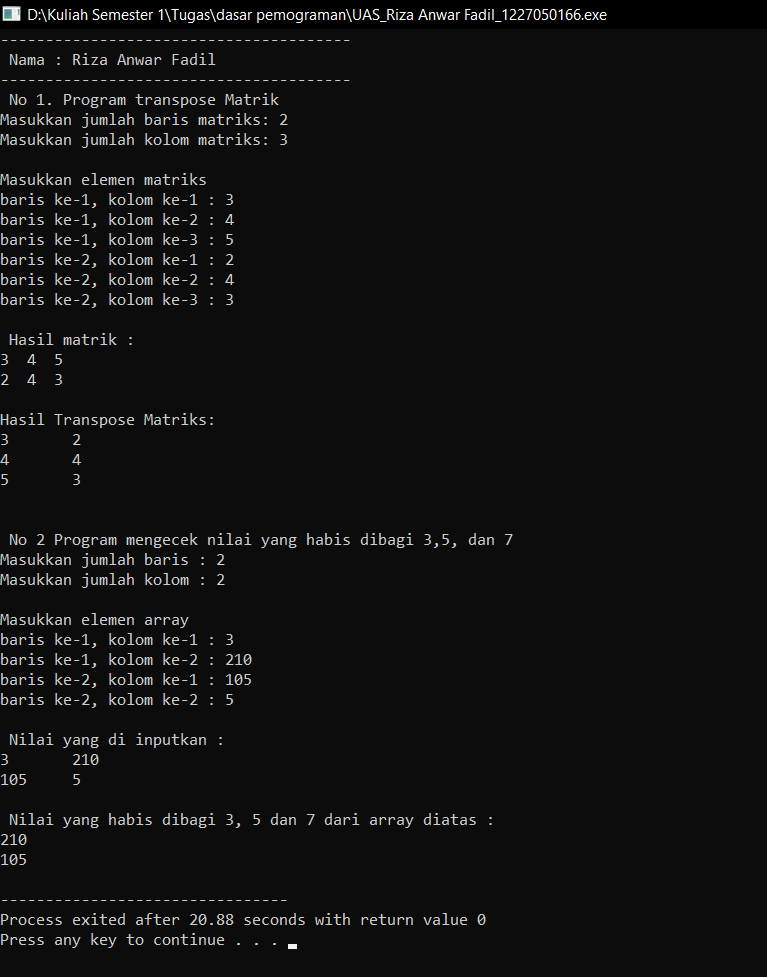 D:\Kuliah Semester 1\Tugas\dasar pemograman\UAS_Riza Anwar Fadil_1227050166.exe
---------------------------------------
 Nama : Riza Anwar Fadil
---------------------------------------
 No 1. Program transpose Matrik
Masukkan jumlah baris matriks: 2
Masukkan jumlah kolom matriks: 3

Masukkan elemen matriks
baris ke-1, kolom ke-1 : 3
baris ke-1, kolom ke-2 : 4
baris ke-1, kolom ke-3 : 5
baris ke-2, kolom ke-1 : 2
baris ke-2, kolom ke-2 : 4
baris ke-2, kolom ke-3 : 3

 Hasil matrik :
3  4  5
2  4  3

Hasil Transpose Matriks:
3       2
4       4
5       3

 No 2 Program mengecek nilai yang habis dibagi 3,5, dan 7
Masukkan jumlah baris : 2
Masukkan jumlah kolom : 2

Masukkan elemen array
baris ke-1, kolom ke-1 : 3
baris ke-1, kolom ke-2 : 210
baris ke-2, kolom ke-1 : 105
baris ke-2, kolom ke-2 : 5

 Nilai yang di inputkan :
3       210
105     5

 Nilai yang habis dibagi 3, 5 dan 7 dari array diatas :
210
105

--------------------------------
Process exited after 20.88 seconds with return value 0
Press any key to continue . . .